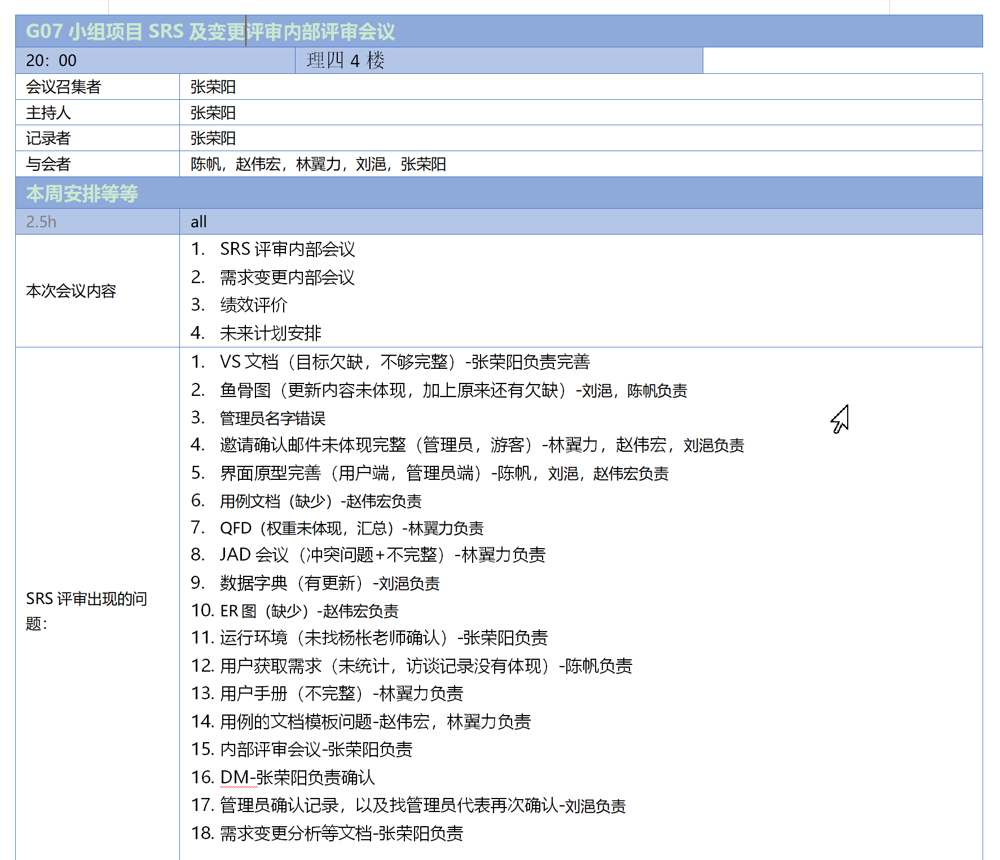 G07 小组项目 SRS 及变更评审内部评审会议
20：00 理四 4 楼
会议召集者 张荣阳
主持人 张荣阳
记录者 张荣阳
与会者 陈帆，赵伟宏，林翼力，刘浥，张荣阳
本周安排等等
2.5h all
本次会议内容
1. SRS 评审内部会议
2. 需求变更内部会议
3. 绩效评价
4. 未来计划安排
SRS 评审出现的问
题：
1. VS 文档（目标欠缺，不够完整）-张荣阳负责完善
2. 鱼骨图（更新内容未体现，加上原来还有欠缺）-刘浥，陈帆负责
3. 管理员名字错误
4. 邀请确认邮件未体现完整（管理员，游客）-林翼力，赵伟宏，刘浥负责
5. 界面原型完善（用户端，管理员端）-陈帆，刘浥，赵伟宏负责
6. 用例文档（缺少）-赵伟宏负责
7. QFD（权重未体现，汇总）-林翼力负责
8. JAD 会议（冲突问题+不完整）-林翼力负责
9. 数据字典（有更新）-刘浥负责
10. ER 图（缺少）-赵伟宏负责
11. 运行环境（未找杨枨老师确认）-张荣阳负责
12. 用户获取需求（未统计，访谈记录没有体现）-陈帆负责
13. 用户手册（不完整）-林翼力负责
14. 用例的文档模板问题-赵伟宏，林翼力负责
15. 内部评审会议-张荣阳负责
16. DM-张荣阳负责确认
17. 管理员确认记录，以及找管理员代表再次确认-刘浥负责
18. 需求变更分析等文档-张荣阳负责